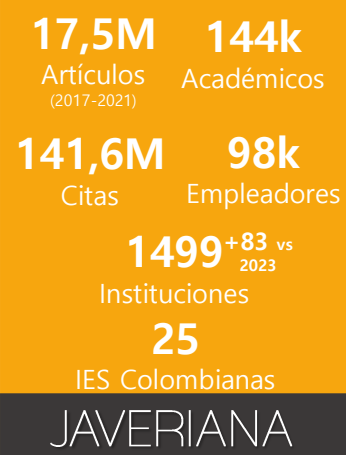 17,5M 144k
Artículos Académicos
(2017-2021)
141,6M 98k
Citas Empleadores
1499 +83 vs
2023
Instituciones
25
IES Colombianas
JAVERIANA